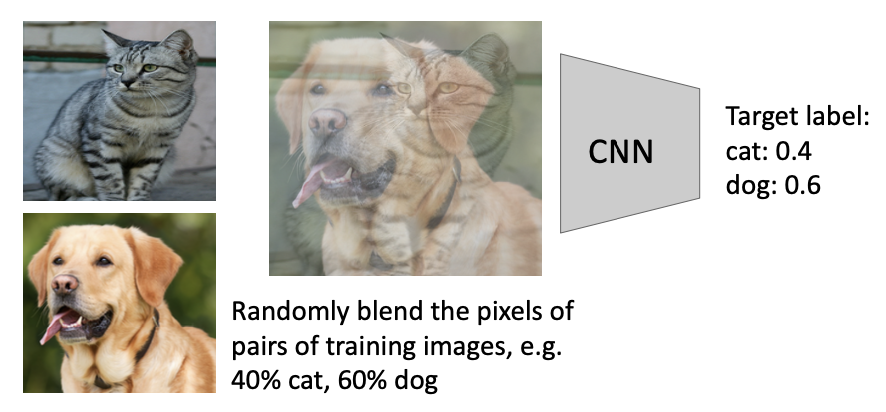 CNN
Target label:
cat: 0.4
dog: 0.6
Randomly blend the pixels of
pairs of training images, e.g.
40% cat, 60% dog